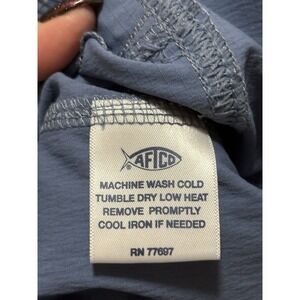 AFTCO
MACHINE WASH COLD
TUMBLE DRY LOW HEAT
REMOVE PROMPTLY
COOL IRON IF NEEDED
RN 77697